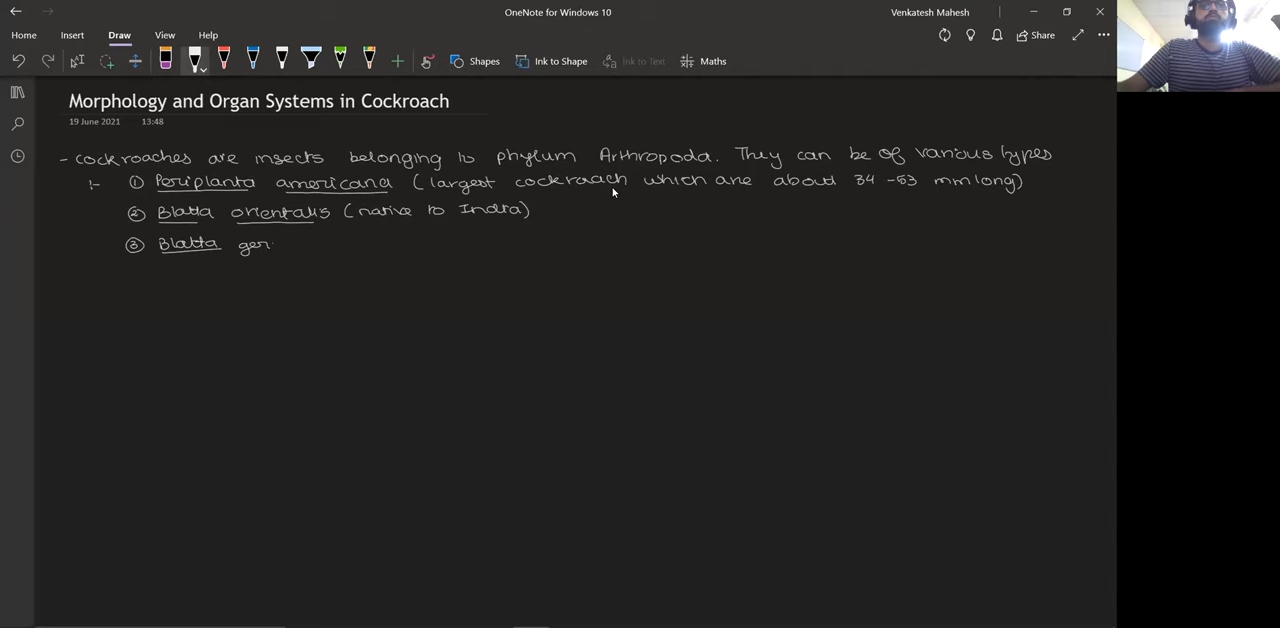 OneNote for Windows 10
Venkatesh Mahesh
Home Insert Draw View Help
Share
Shapes Ink to Shape Ink to Text Maths
Morphology and Organ Systems in Cockroach
19 June 2021 13:48
- Cockroaches are insects belonging to phylum Arthropoda. They can be of various types
:- ① Periplanta americana (largest cockroach which are about 34 -53 mm long)
② Blatta orientalis (native to India)
③ Blatta ger